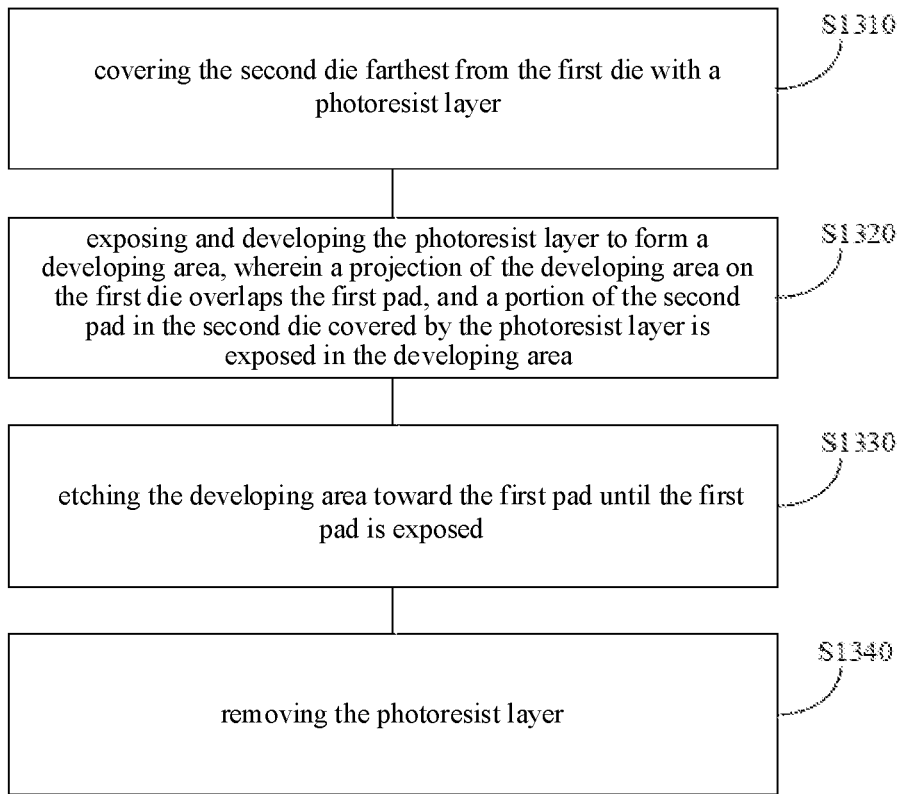 S1310
covering the second die farthest from the first die with a
photoresist layer
S1320
exposing and developing the photoresist layer to form a
developing area, wherein a projection of the developing area on
the first die overlaps the first pad, and a portion of the second
pad in the second die covered by the photoresist layer is
exposed in the developing area
S1330
etching the developing area toward the first pad until the first
pad is exposed
S1340
removing the photoresist layer